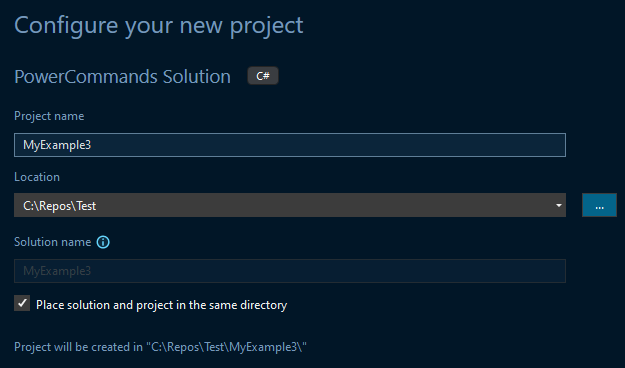 Configure your new project
PowerCommands Solution C#
Project name
MyExample3
Location
C:\Repos\Test
...
Solution name
MyExample3
Place solution and project in the same directory
Project will be created in "C:\Repos\Test\MyExample3\"